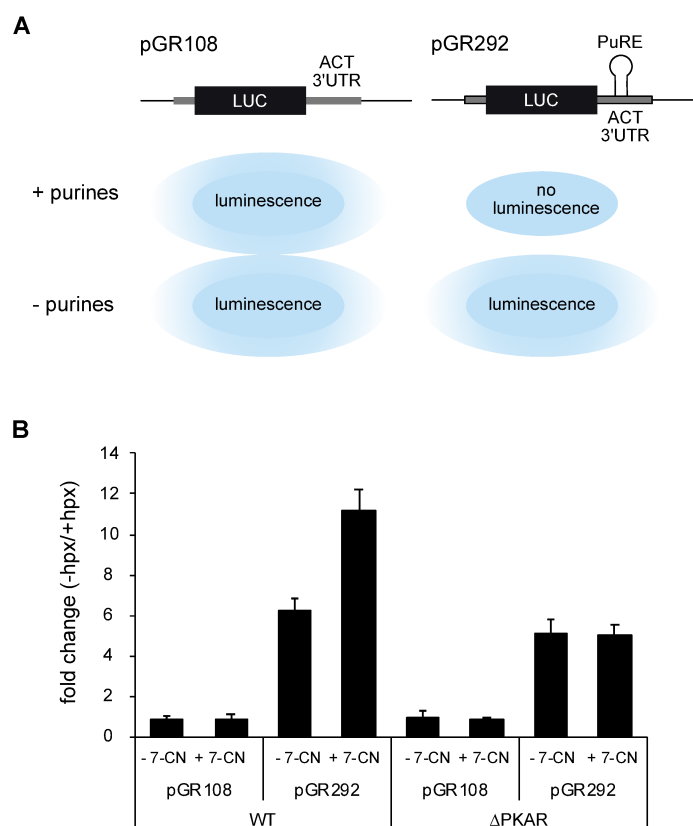 A
pGR108
pGR292
PuRE
ACT
3'UTR
LUC
LUC
ACT
3'UTR
+ purines
luminescence
no
luminescence
- purines
luminescence
luminescence
B
fold change (-hpx/+hpx)
14
12
10
8
6
4
2
0
- 7-CN + 7-CN - 7-CN + 7-CN - 7-CN + 7-CN - 7-CN + 7-CN
pGR108 pGR292 pGR108 pGR292
WT ΔPKAR